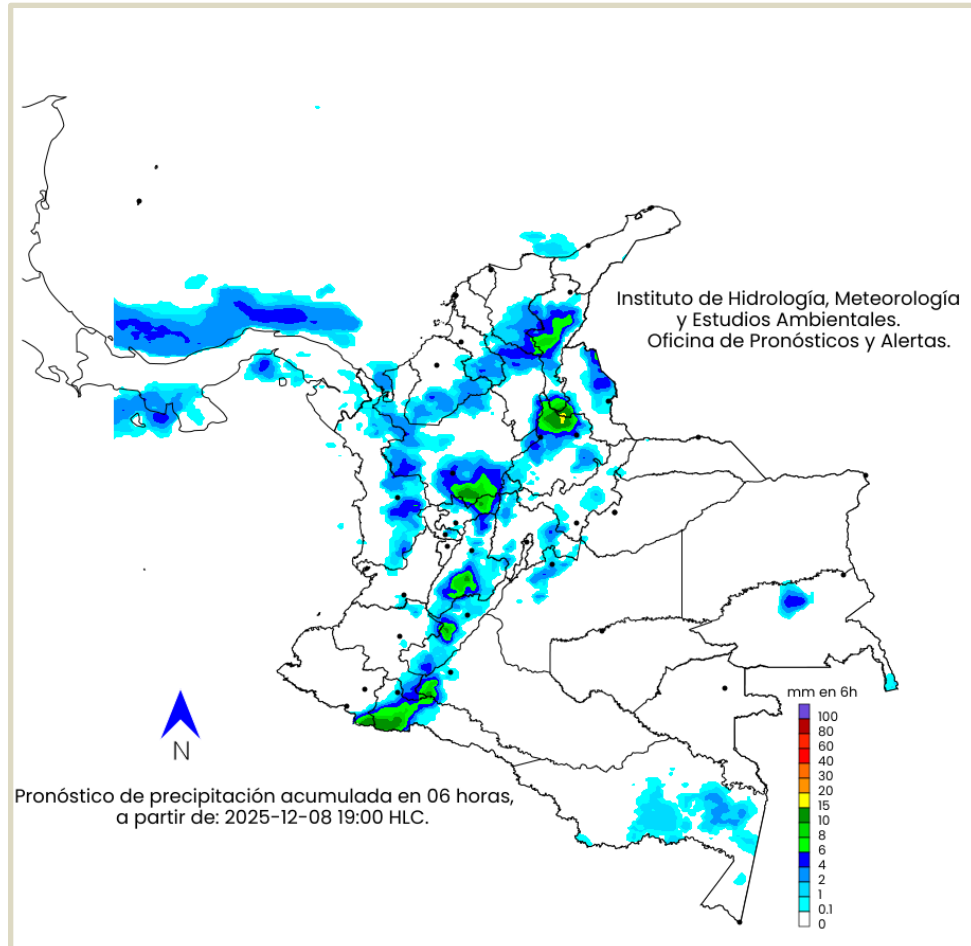 Instituto de Hidrología, Meteorología
y Estudios Ambientales.
Oficina de Pronósticos y Alertas.
mm en 6h
100
80
60
40
30
20
15
10
8
6
4
2
1
0.1
0
N
Pronóstico de precipitación acumulada en 06 horas,
a partir de: 2025-12-08 19:00 HLC.